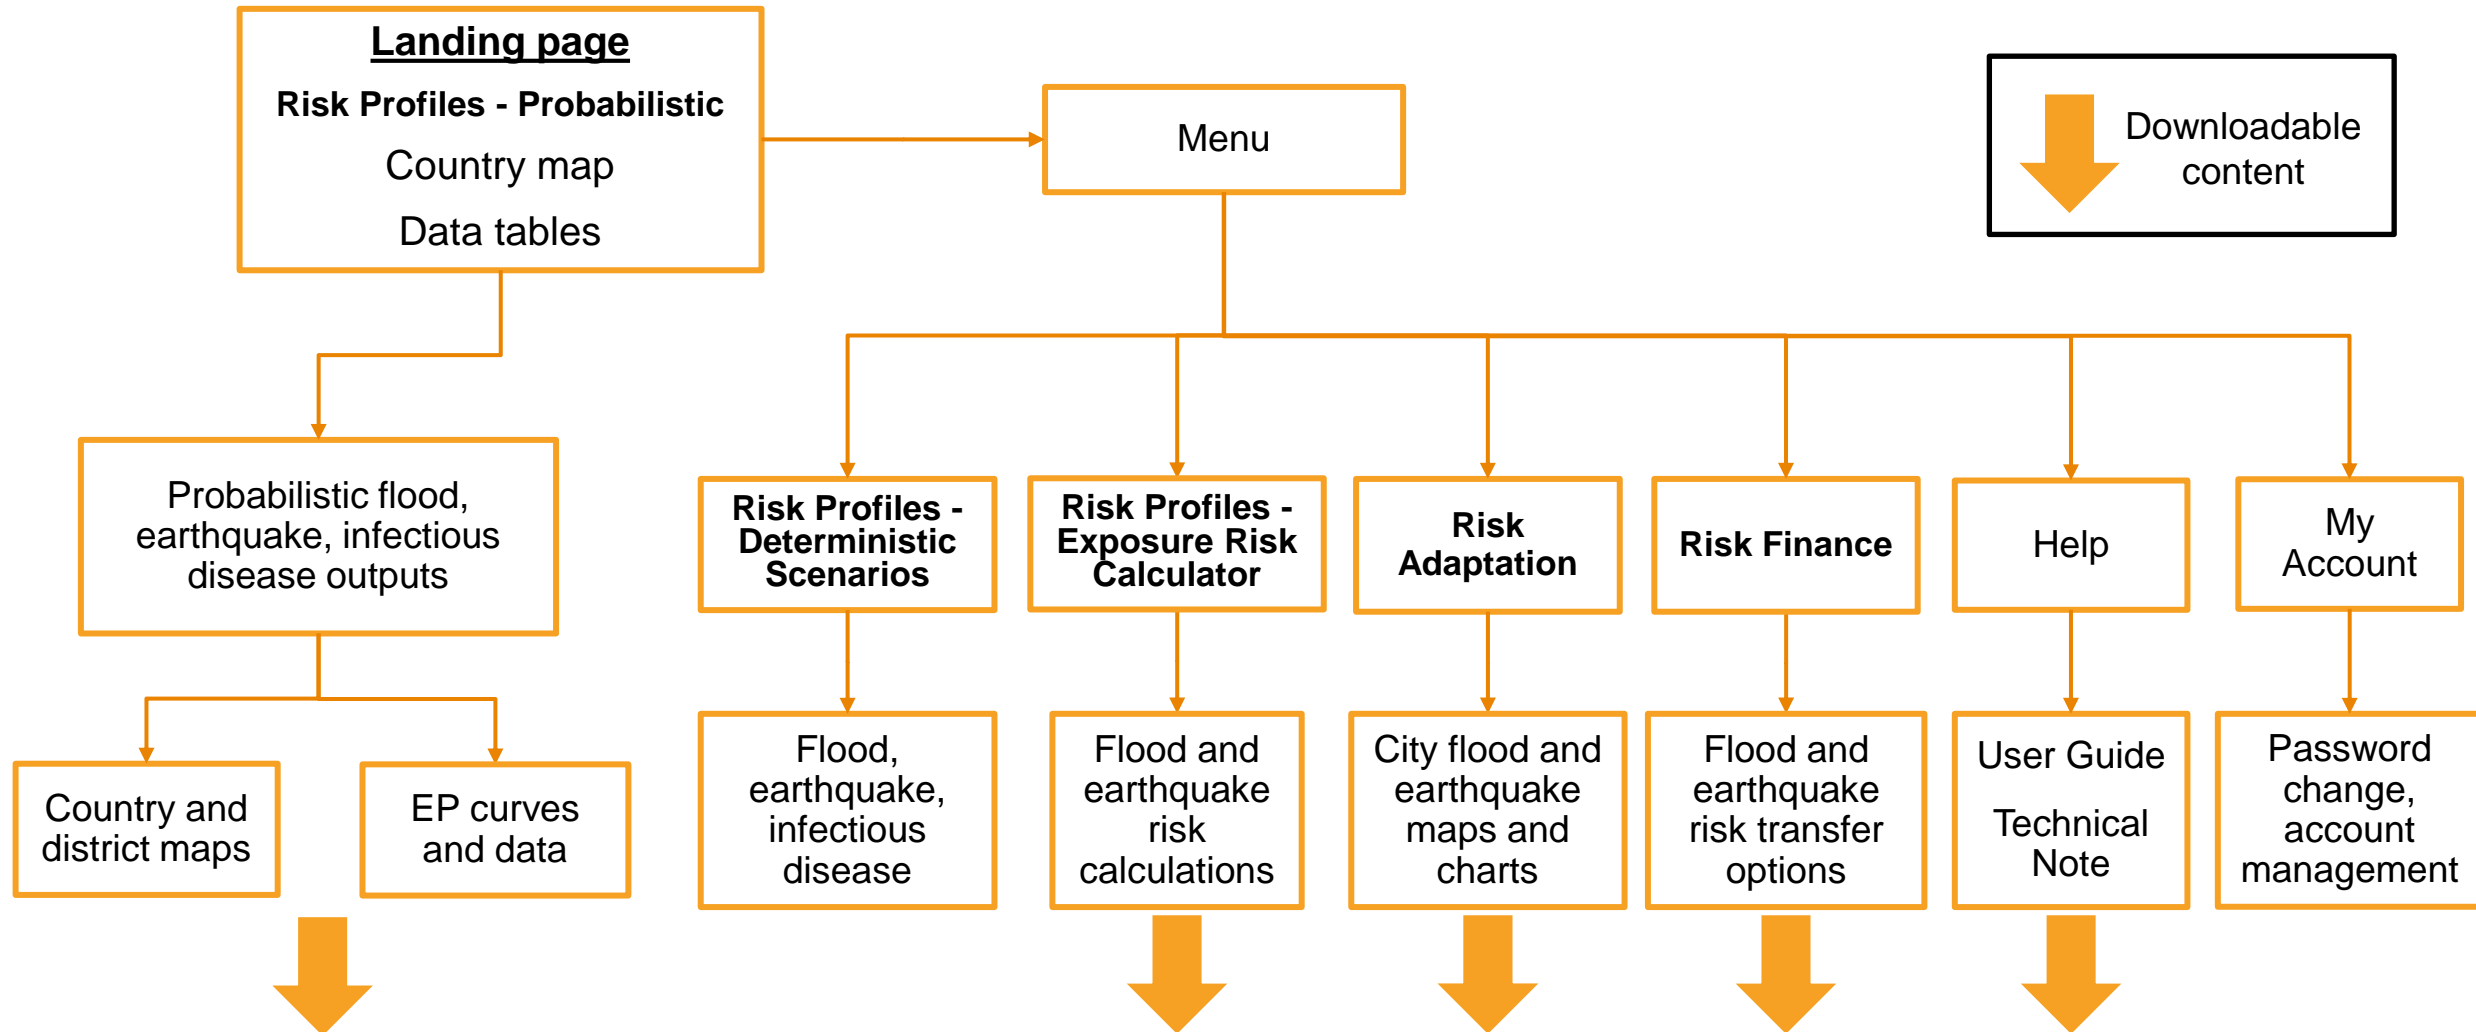 Landing page
Risk Profiles - Probabilistic
Country map
Data tables
Menu
Downloadable
content
Probabilistic flood,
earthquake, infectious
disease outputs
Risk Profiles -
Deterministic
Scenarios
Risk Profiles -
Exposure Risk
Calculator
Risk
Adaptation
Risk Finance
Help
My
Account
Country and
district maps
EP curves
and data
Flood,
earthquake,
infectious
disease
Flood and
earthquake
risk
calculations
City flood and
earthquake
maps and
charts
Flood and
earthquake
risk transfer
options
User Guide
Technical
Note
Password
change,
account
management